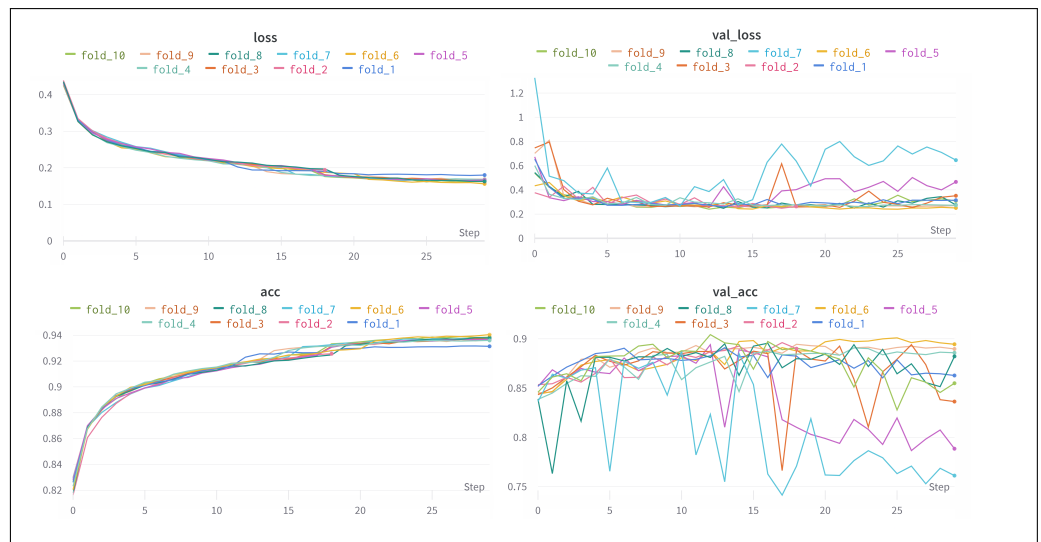 loss
fold_10 fold_9 fold_8 fold_7 fold_6 fold_5
fold_4 fold_3 fold_2 fold_1
0.4
0.3
0.2
0.1
0
Step
0 5 10 15 20 25
val_loss
fold_10 fold_9 fold_8 fold_7 fold_6 fold_5
fold_4 fold_3 fold_2 fold_1
1.2
1
0.8
0.6
0.4
0.2
0
Step
0 5 10 15 20 25
acc
fold_10 fold_9 fold_8 fold_7 fold_6 fold_5
fold_4 fold_3 fold_2 fold_1
0.94
0.92
0.9
0.88
0.86
0.84
0.82
Step
0 5 10 15 20 25
val_acc
fold_10 fold_9 fold_8 fold_7 fold_6 fold_5
fold_4 fold_3 fold_2 fold_1
0.9
0.85
0.8
0.75
Step
0 5 10 15 20 25